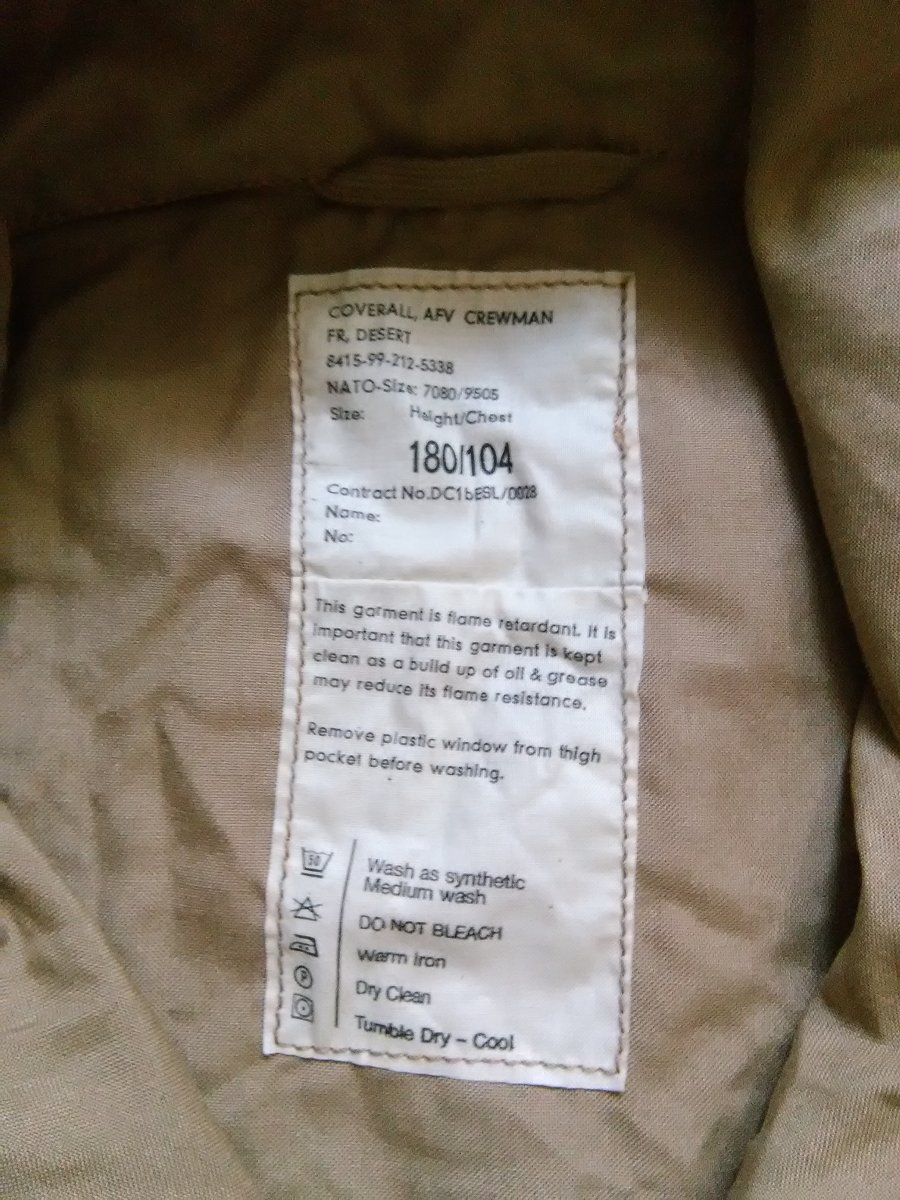 COVERALL, AFV CREWMAN
FR, DESERT
8415-99-212-5338
NATO-Size: 7080/9505
Size: Height/Chest
180/104
Contract No.DC1bESL/0028
Name:
No:
This garment is flame retardant. It is
important that this garment is kept
clean as a build up of oil & grease
may reduce its flame resistance.
Remove plastic window from thigh
pocket before washing.
50
Wash as synthetic
Medium wash
DO NOT BLEACH
Warm Iron
P
Dry Clean
Tumble Dry – Cool